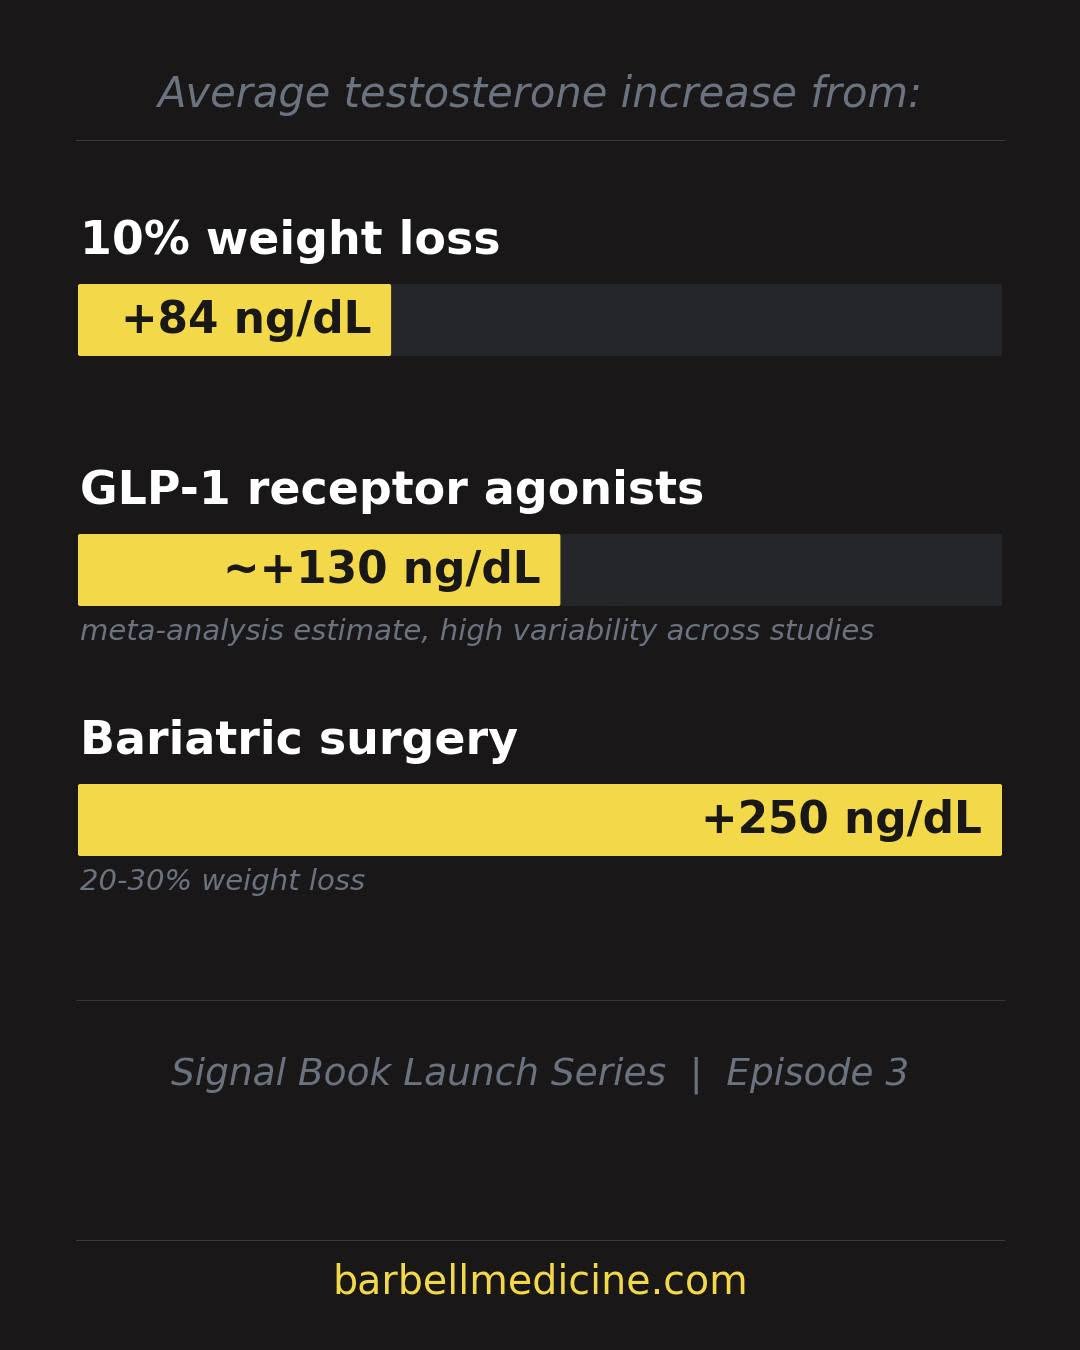 Average testosterone increase from:
10% weight loss
+84 ng/dL
GLP-1 receptor agonists
~+130 ng/dL
meta-analysis estimate, high variability across studies
Bariatric surgery
+250 ng/dL
20-30% weight loss
Signal Book Launch Series | Episode 3
barbellmedicine.com